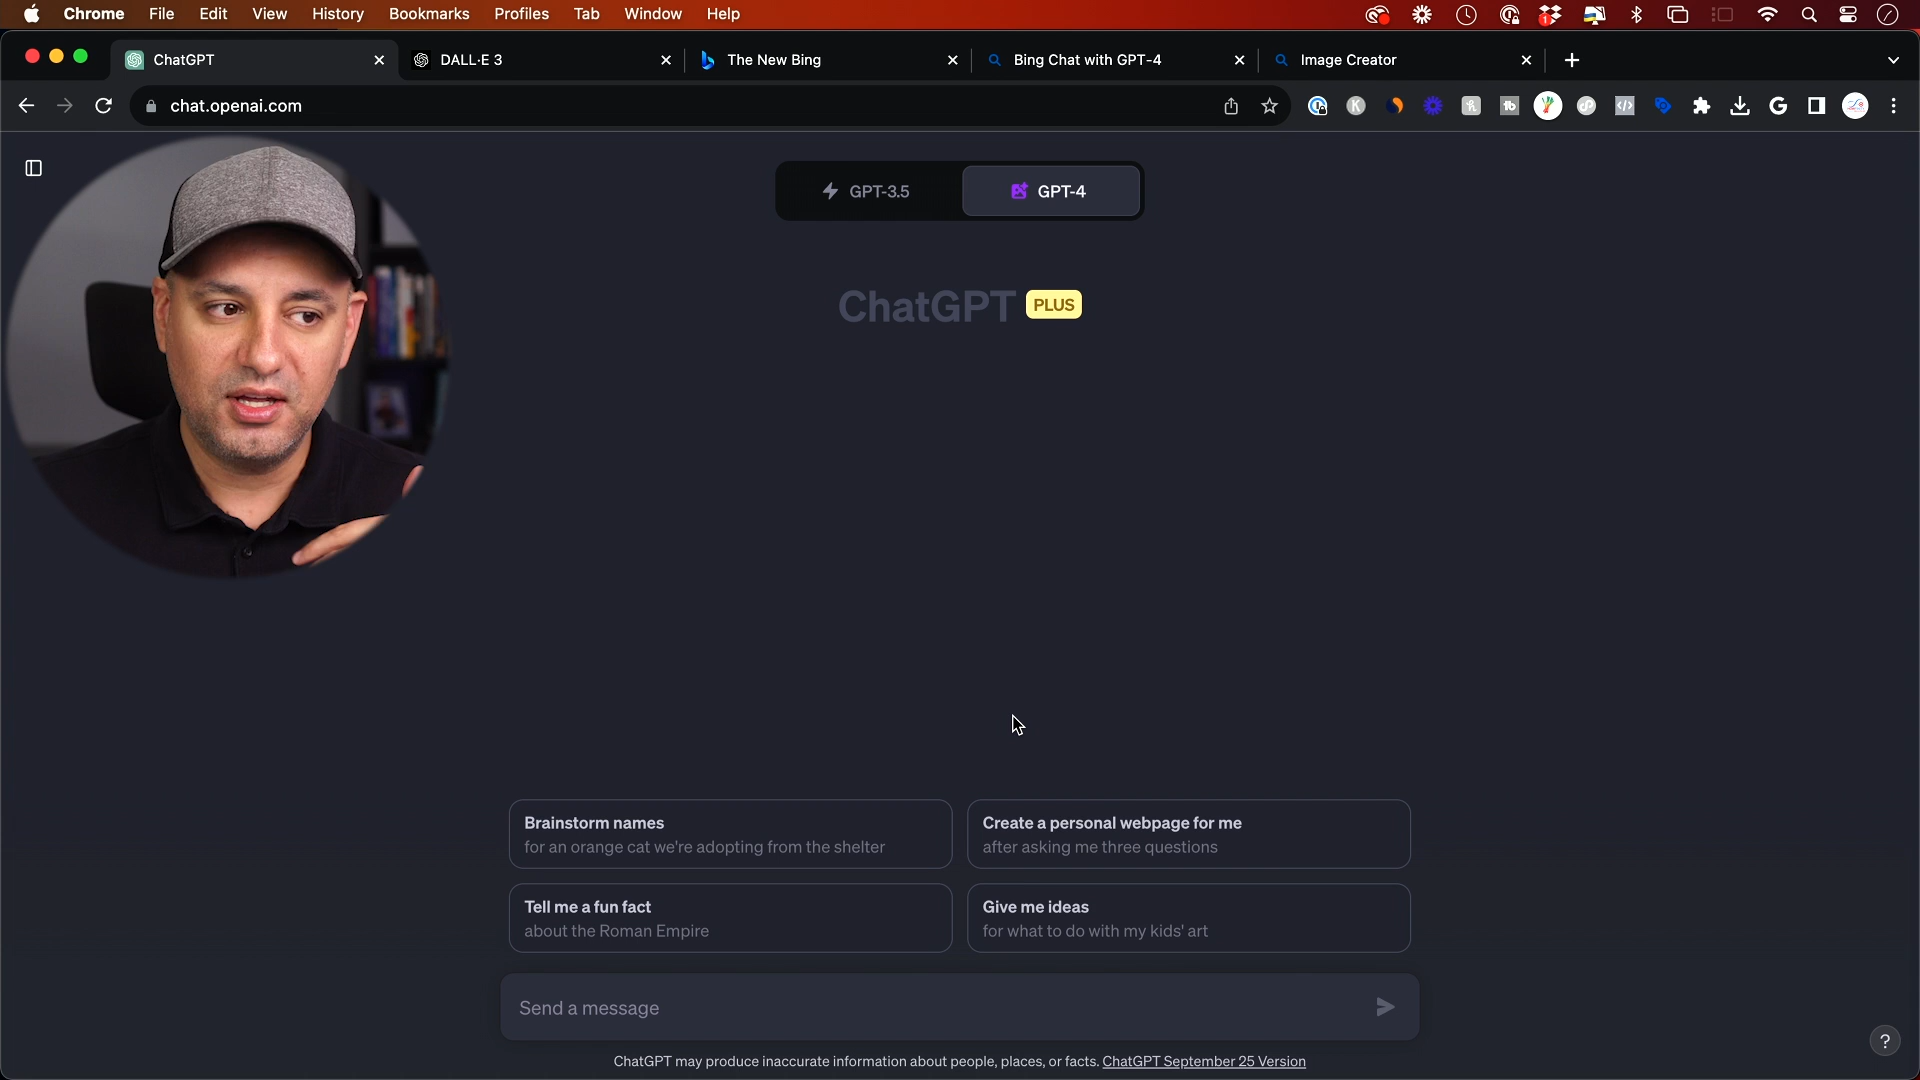 Chrome File Edit View History Bookmarks Profiles Tab Window Help
1
ChatGPT DALL·E 3 The New Bing Bing Chat with GPT-4 Image Creator
chat.openai.com
GPT-3.5 GPT-4
ChatGPT PLUS
Brainstorm names
for an orange cat we're adopting from the shelter
Create a personal webpage for me
after asking me three questions
Tell me a fun fact
about the Roman Empire
Give me ideas
for what to do with my kids' art
Send a message
ChatGPT may produce inaccurate information about people, places, or facts. ChatGPT September 25 Version
?